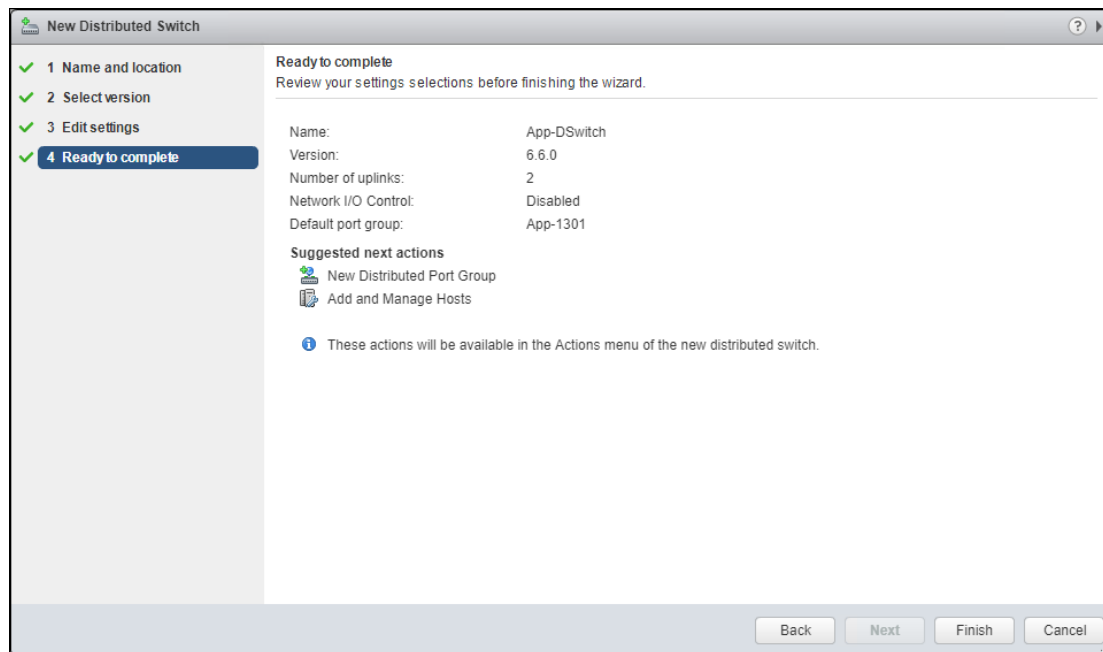 New Distributed Switch
?
1 Name and location
2 Select version
3 Edit settings
4 Ready to complete
Ready to complete
Review your settings selections before finishing the wizard.
Name: App-DSwitch
Version: 6.6.0
Number of uplinks: 2
Network I/O Control: Disabled
Default port group: App-1301
Suggested next actions
New Distributed Port Group
Add and Manage Hosts
These actions will be available in the Actions menu of the new distributed switch.
Back Next Finish Cancel